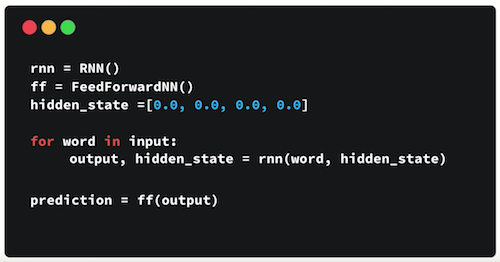 rnn = RNN()
ff = FeedForwardNN()
hidden_state =[0.0, 0.0, 0.0, 0.0]
for word in input:
output, hidden_state = rnn(word, hidden_state)
prediction = ff(output)